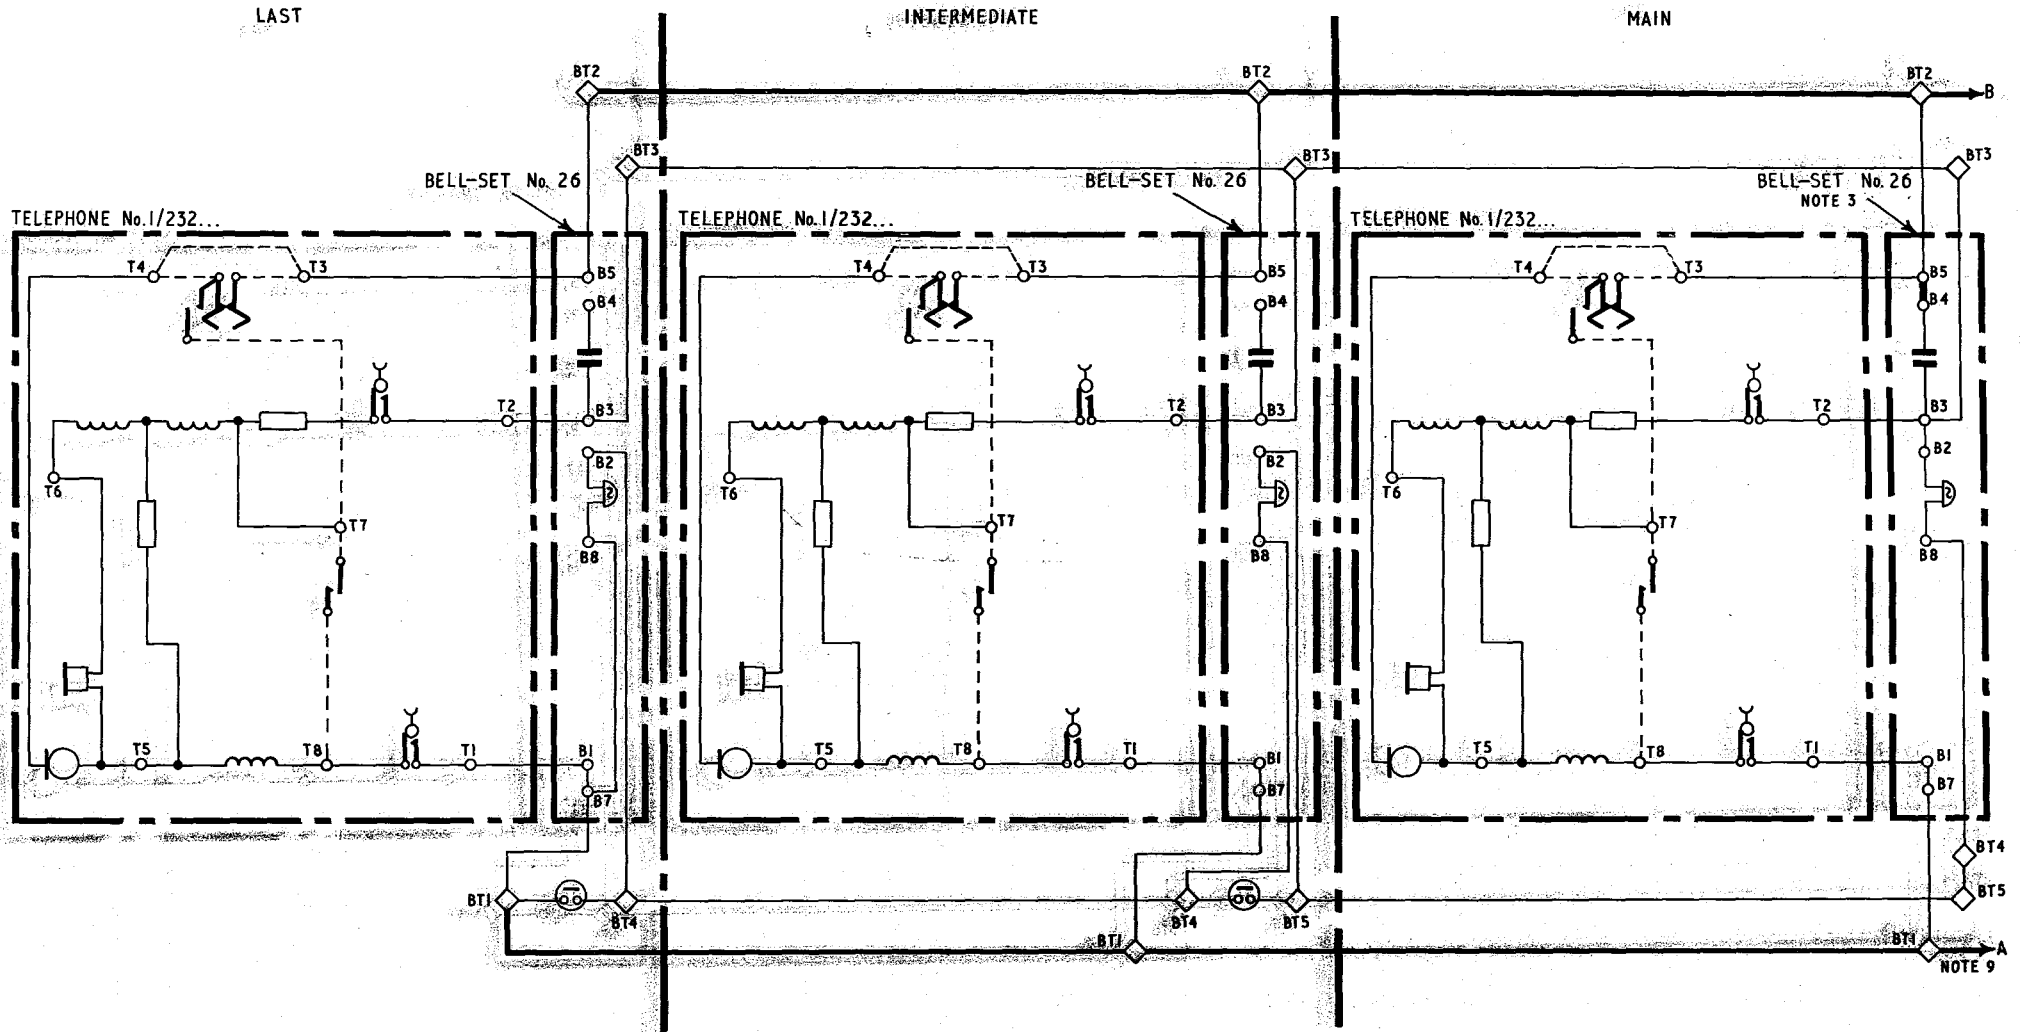 LAST
INTERMEDIATE
MAIN
BT2
BT2
BT2
B
BT3
BT3
BT3
BELL-SET No. 26
BELL-SET No. 26
BELL-SET No. 26
NOTE 3
TELEPHONE No. 1/232...
TELEPHONE No. 1/232...
TELEPHONE No. 1/232...
T4
T3
B5
B4
T2
B3
B2
T6
T7
B8
T5
T8
T1
B1
B7
BT1
BT4
T4
T3
B5
B4
T2
B3
B2
T6
T7
B8
T5
T8
T1
B1
B7
BT1
BT4
BT5
T4
T3
B5
B4
T2
B3
B2
T6
T7
B8
T5
T8
T1
B1
B7
BT4
BT5
BT1
A
NOTE 9